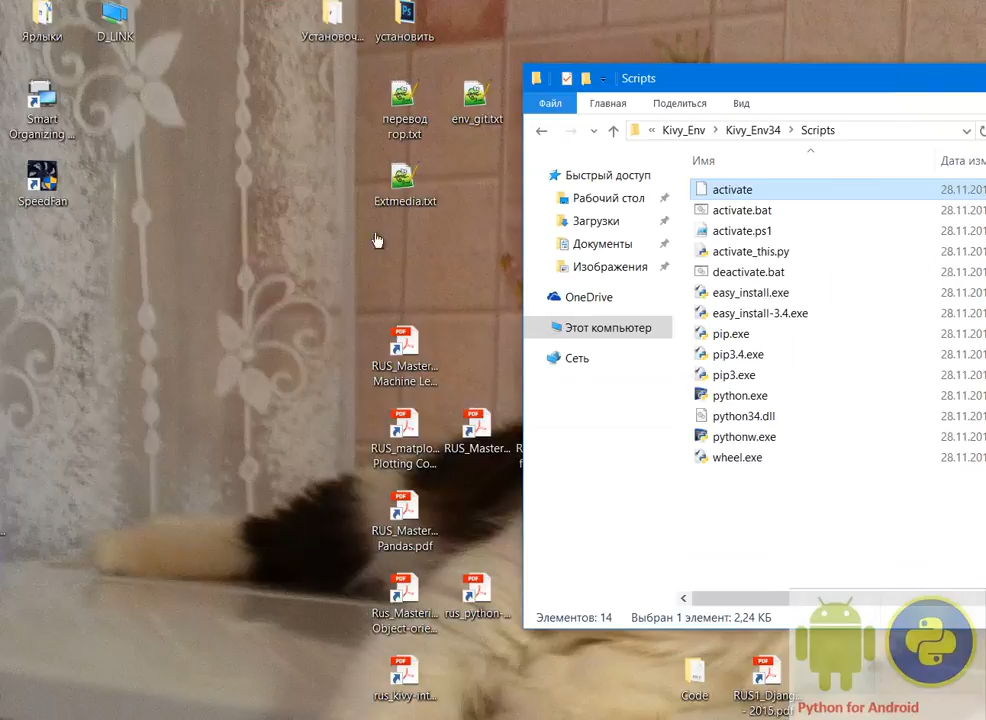 Ярлыки
D_LINK
Установоч...
установить
Smart
Organizing ...
перевод
гор.txt
env_git.txt
SpeedFan
Extmedia.txt
RUS_Master...
Machine Le...
RUS_matplo...
Plotting Co...
RUS_Master...
RUS_Master...
Pandas.pdf
RUS_Masteri...
Object-orie...
rus_python-...
rus_kivy-int...
Code
RUS1_Djang...
- 2015.pdf
Scripts
Файл
Главная
Поделиться
Вид
« Kivy_Env > Kivy_Env34 > Scripts
Имя
Дата изм
Быстрый доступ
Рабочий стол
Загрузки
Документы
Изображения
OneDrive
Этот компьютер
Сеть
activate 28.11.201
activate.bat 28.11.201
activate.ps1 28.11.201
activate_this.py 28.11.201
deactivate.bat 28.11.201
easy_install.exe 28.11.201
easy_install-3.4.exe 28.11.201
pip.exe 28.11.201
pip3.4.exe 28.11.201
pip3.exe 28.11.201
python.exe 28.11.201
python34.dll 28.11.201
pythonw.exe 28.11.201
wheel.exe 28.11.201
Элементов: 14
Выбран 1 элемент: 2,24 КБ
Python for Android